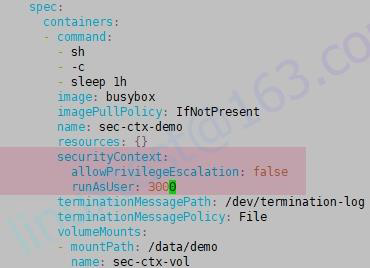 spec:
  containers:
  - command:
    - sh
    - -c
    - sleep 1h
    image: busybox
    imagePullPolicy: IfNotPresent
    name: sec-ctx-demo
    resources: {}
    securityContext:
      allowPrivilegeEscalation: false
      runAsUser: 3000
    terminationMessagePath: /dev/termination-log
    terminationMessagePolicy: File
    volumeMounts:
    - mountPath: /data/demo
      name: sec-ctx-vol